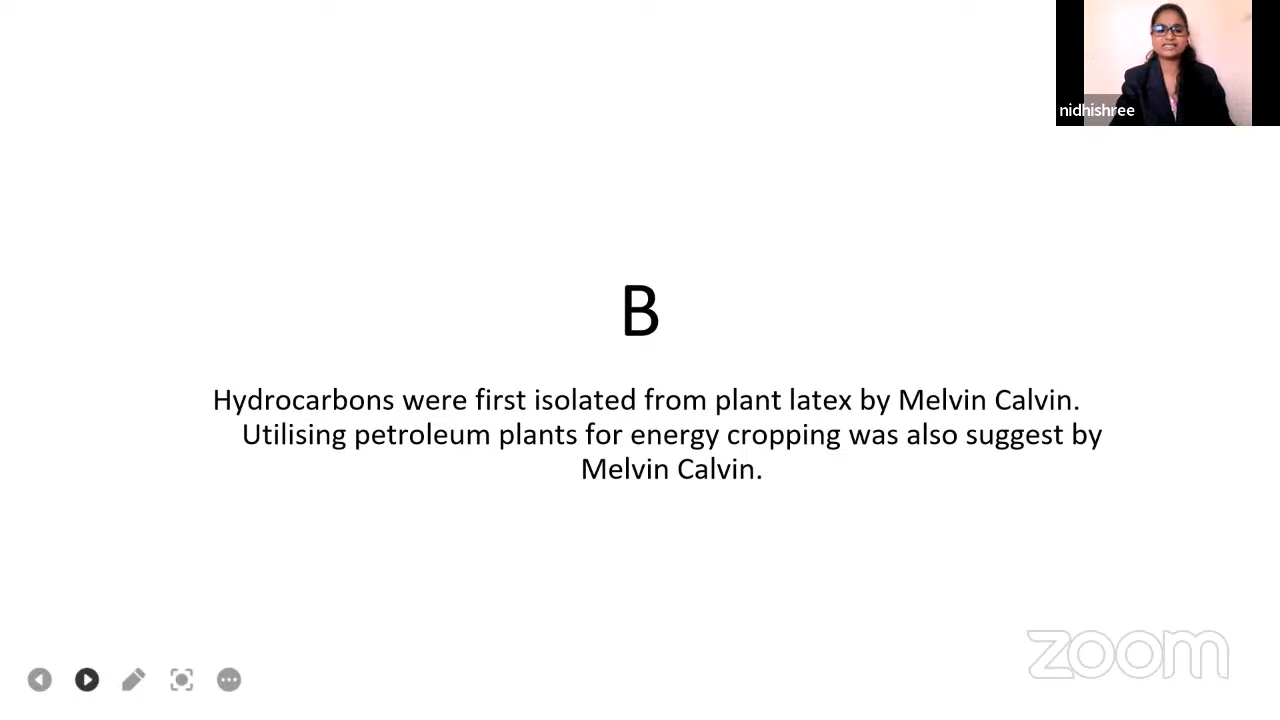 nidhishree
B
Hydrocarbons were first isolated from plant latex by Melvin Calvin.
Utilising petroleum plants for energy cropping was also suggest by
Melvin Calvin.
zoom